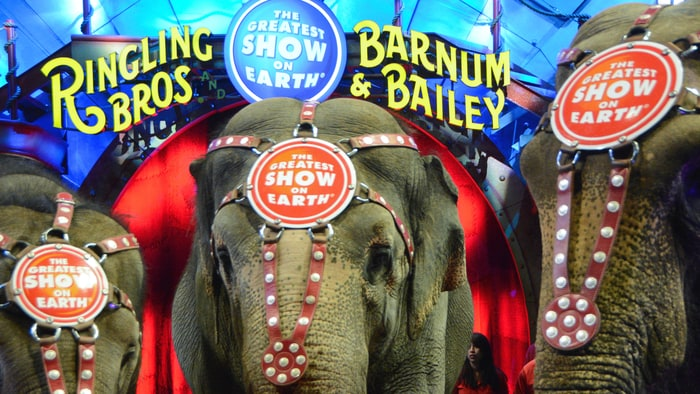 RINGLING
BROS
AND
BARNUM
& BAILEY
THE
GREATEST
SHOW
ON
EARTH®
THE
GREATEST
SHOW
ON
EARTH
THE
GREATEST
SHOW
ON
EARTH
THE
GREATEST
SHOW
ON
EARTH®